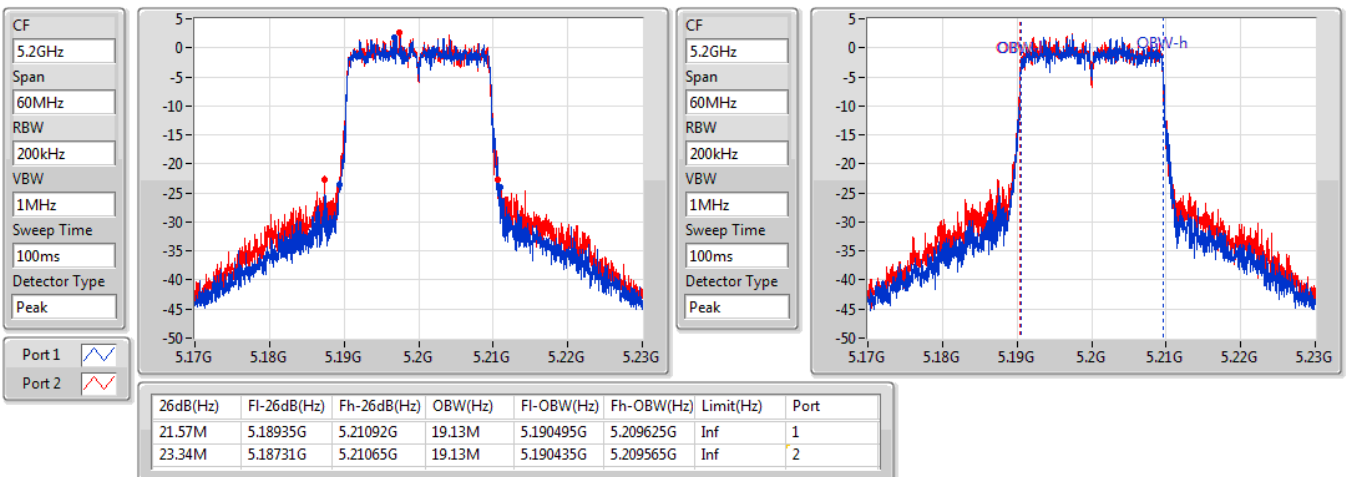 CF
5.2GHz
Span
60MHz
RBW
200kHz
VBW
1MHz
Sweep Time
100ms
Detector Type
Peak
Port 1
Port 2
5
0
-5
-10
-15
-20
-25
-30
-35
-40
-45
-50
5.17G 5.18G 5.19G 5.2G 5.21G 5.22G 5.23G
CF
5.2GHz
Span
60MHz
RBW
200kHz
VBW
1MHz
Sweep Time
100ms
Detector Type
Peak
5
0
-5
-10
-15
-20
-25
-30
-35
-40
-45
-50
OBW-h
5.17G 5.18G 5.19G 5.2G 5.21G 5.22G 5.23G
26dB(Hz) Fl-26dB(Hz) Fh-26dB(Hz) OBW(Hz) Fl-OBW(Hz) Fh-OBW(Hz) Limit(Hz) Port
21.57M 5.18935G 5.21092G 19.13M 5.190495G 5.209625G Inf 1
23.34M 5.18731G 5.21065G 19.13M 5.190435G 5.209565G Inf 2